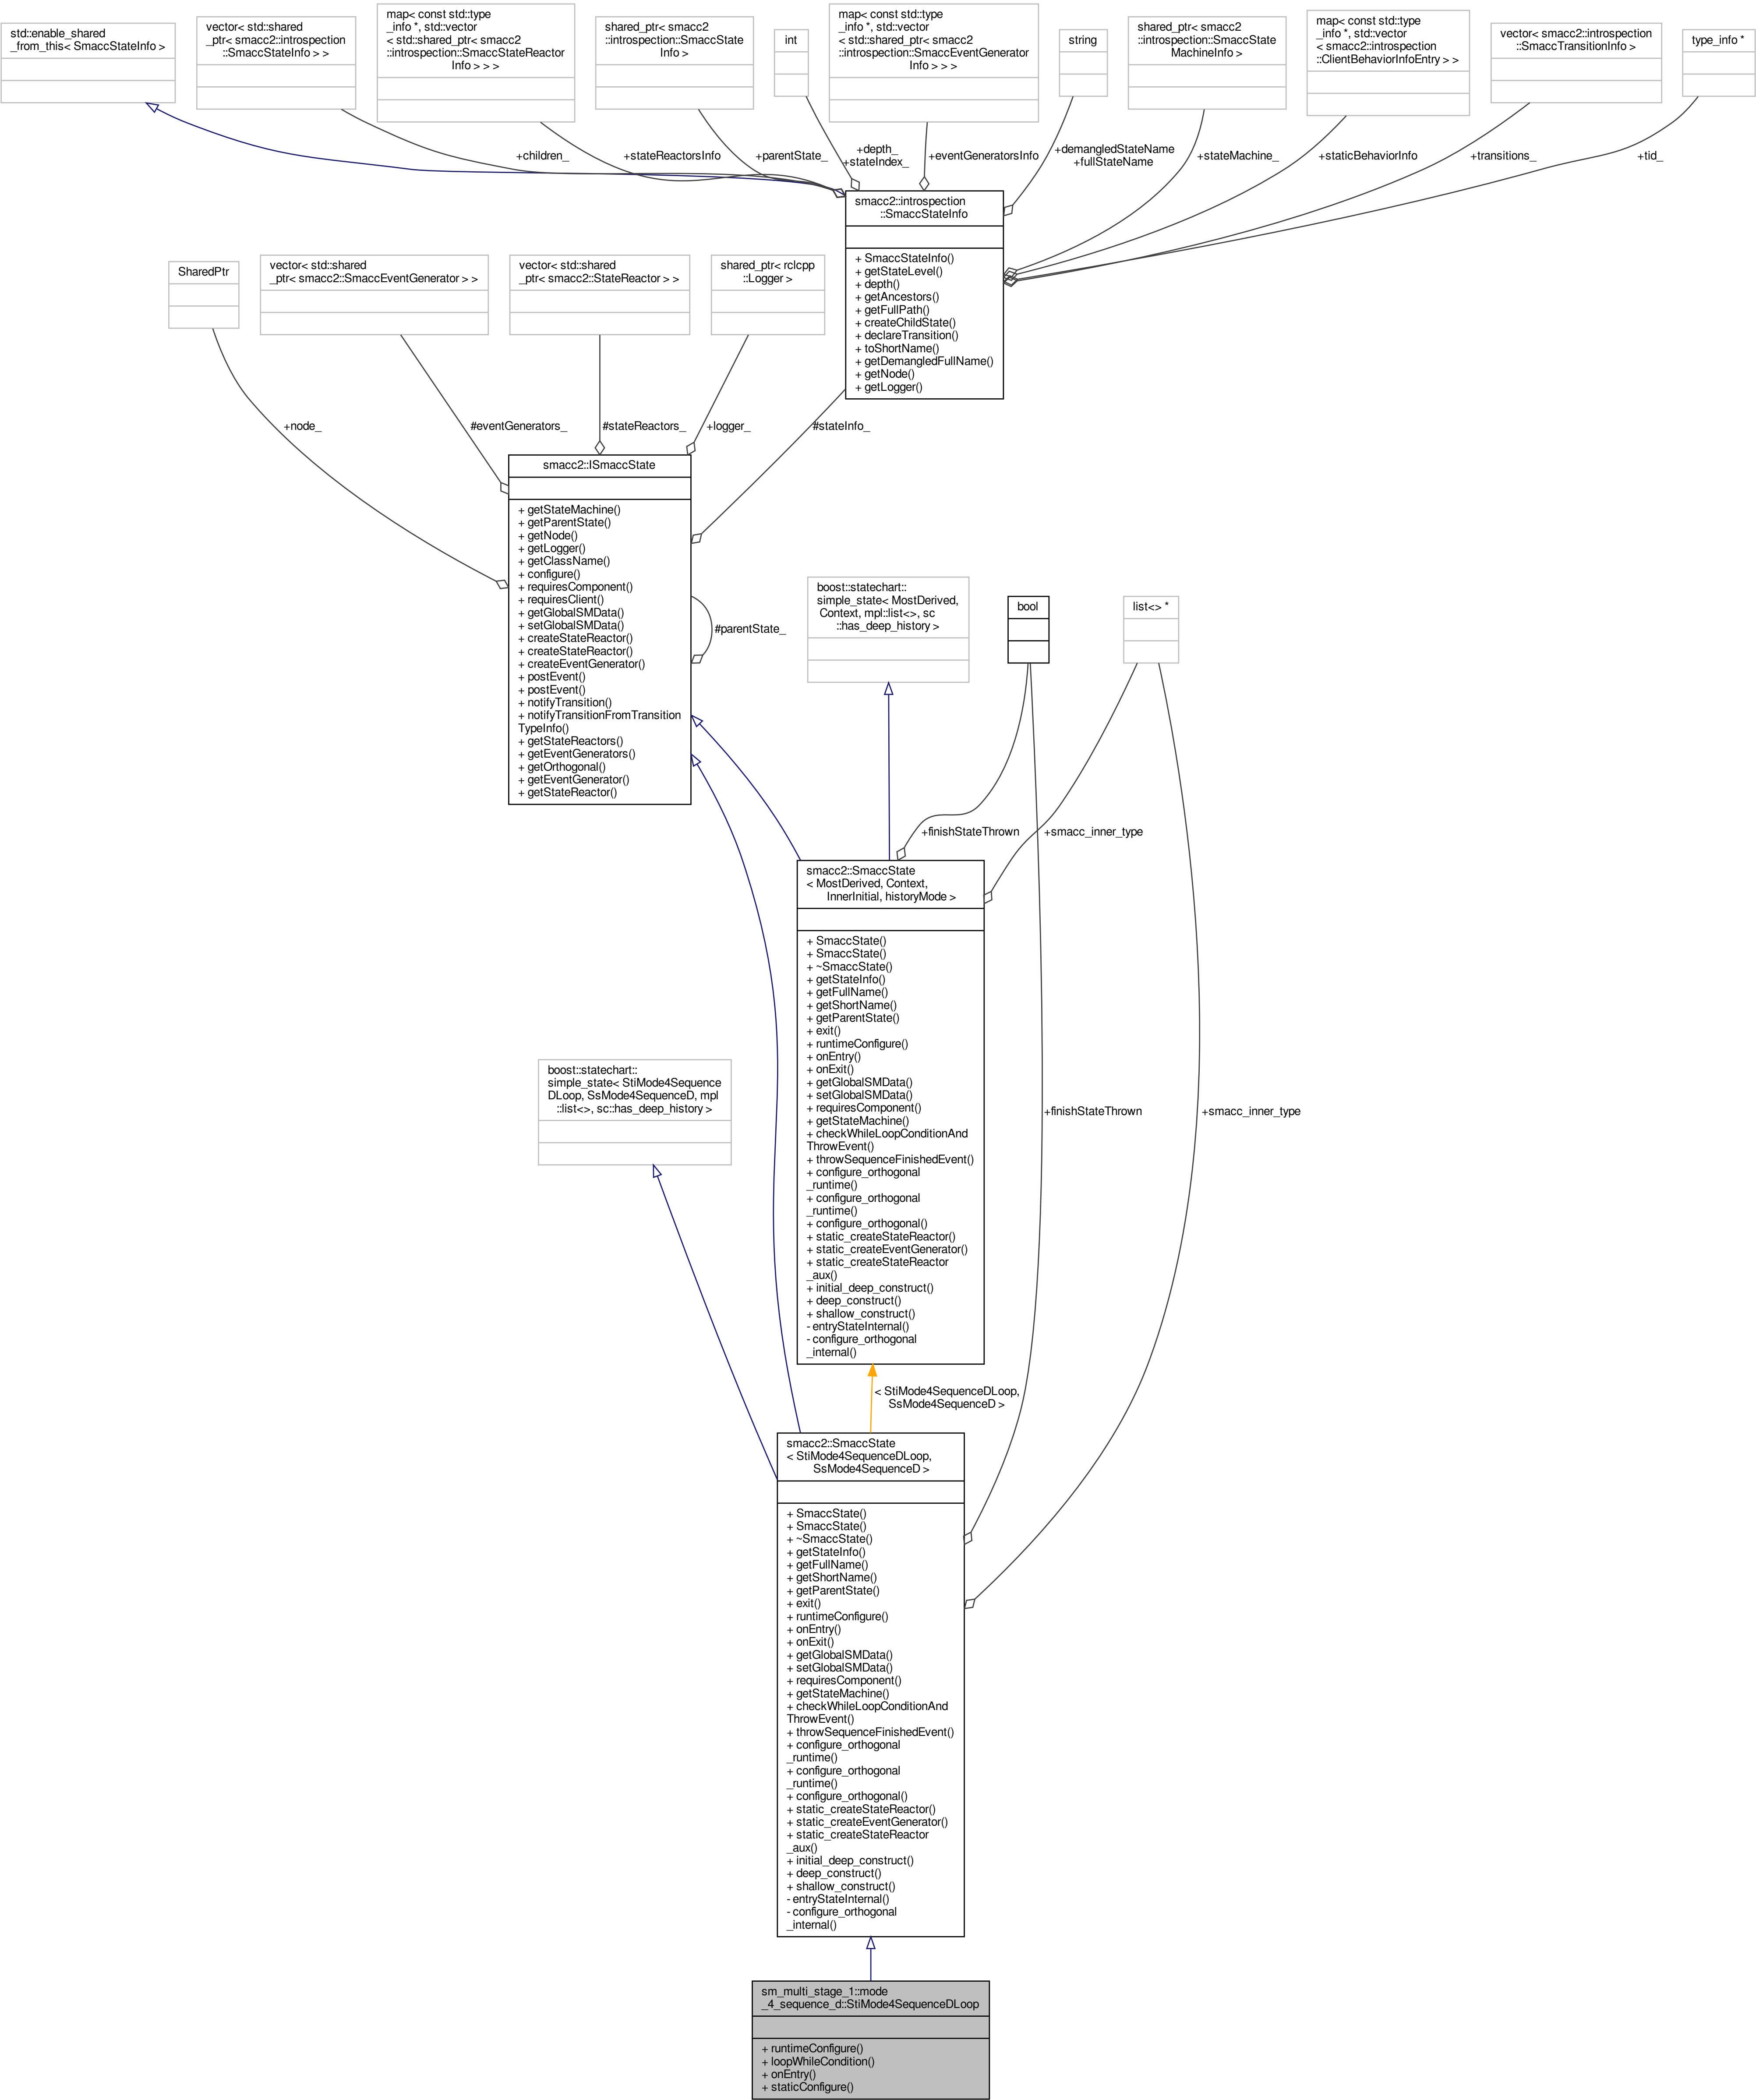 std::enable_shared
_from_this< SmaccStateInfo >
vector< std::shared
_ptr< smacc2::introspection
::SmaccStateInfo > >
map< const std::type
_info *, std::vector
< std::shared_ptr< smacc2
::introspection::SmaccStateReactor
Info > > >
shared_ptr< smacc2
::introspection::SmaccState
Info >
int
map< const std::type
_info *, std::vector
< std::shared_ptr< smacc2
::introspection::SmaccEventGenerator
Info > > >
string
shared_ptr< smacc2
::introspection::SmaccState
MachineInfo >
map< const std::type
_info *, std::vector
< smacc2::introspection
::ClientBehaviorInfoEntry > >
vector< smacc2::introspection
::SmaccTransitionInfo >
type_info *
+children_
+stateReactorsInfo
+parentState_
+depth_
+stateIndex_
+eventGeneratorsInfo
+demangledStateName
+fullStateName
+stateMachine_
+staticBehaviorInfo
+transitions_
+tid_
smacc2::introspection
::SmaccStateInfo
+ SmaccStateInfo()
+ getStateLevel()
+ depth()
+ getAncestors()
+ getFullPath()
+ createChildState()
+ declareTransition()
+ toShortName()
+ getDemangledFullName()
+ getNode()
+ getLogger()
SharedPtr
vector< std::shared
_ptr< smacc2::SmaccEventGenerator > >
vector< std::shared
_ptr< smacc2::StateReactor > >
shared_ptr< rclcpp
::Logger >
+node_
#eventGenerators_
#stateReactors_
+logger_
#stateInfo_
smacc2::ISmaccState
+ getStateMachine()
+ getParentState()
+ getNode()
+ getLogger()
+ getClassName()
+ configure()
+ requiresComponent()
+ requiresClient()
+ getGlobalSMData()
+ setGlobalSMData()
+ createStateReactor()
+ createStateReactor()
+ createEventGenerator()
+ postEvent()
+ postEvent()
+ notifyTransition()
+ notifyTransitionFromTransition
TypeInfo()
+ getStateReactors()
+ getEventGenerators()
+ getOrthogonal()
+ getEventGenerator()
+ getStateReactor()
#parentState_
boost::statechart::
simple_state< MostDerived,
Context, mpl::list<>, sc
::has_deep_history >
bool
list<> *
+finishStateThrown
+smacc_inner_type
smacc2::SmaccState
< MostDerived, Context,
InnerInitial, historyMode >
+ SmaccState()
+ SmaccState()
+ ~SmaccState()
+ getStateInfo()
+ getFullName()
+ getShortName()
+ getParentState()
+ exit()
+ runtimeConfigure()
+ onEntry()
+ onExit()
+ getGlobalSMData()
+ setGlobalSMData()
+ requiresComponent()
+ getStateMachine()
+ checkWhileLoopConditionAnd
ThrowEvent()
+ throwSequenceFinishedEvent()
+ configure_orthogonal
_runtime()
+ configure_orthogonal
_runtime()
+ configure_orthogonal()
+ static_createStateReactor()
+ static_createEventGenerator()
+ static_createStateReactor
_aux()
+ initial_deep_construct()
+ deep_construct()
+ shallow_construct()
- entryStateInternal()
- configure_orthogonal
_internal()
boost::statechart::
simple_state< StiMode4Sequence
DLoop, SsMode4SequenceD, mpl
::list<>, sc::has_deep_history >
+finishStateThrown
+smacc_inner_type
< StiMode4SequenceDLoop,
SsMode4SequenceD >
smacc2::SmaccState
< StiMode4SequenceDLoop,
SsMode4SequenceD >
+ SmaccState()
+ SmaccState()
+ ~SmaccState()
+ getStateInfo()
+ getFullName()
+ getShortName()
+ getParentState()
+ exit()
+ runtimeConfigure()
+ onEntry()
+ onExit()
+ getGlobalSMData()
+ setGlobalSMData()
+ requiresComponent()
+ getStateMachine()
+ checkWhileLoopConditionAnd
ThrowEvent()
+ throwSequenceFinishedEvent()
+ configure_orthogonal
_runtime()
+ configure_orthogonal
_runtime()
+ configure_orthogonal()
+ static_createStateReactor()
+ static_createEventGenerator()
+ static_createStateReactor
_aux()
+ initial_deep_construct()
+ deep_construct()
+ shallow_construct()
- entryStateInternal()
- configure_orthogonal
_internal()
sm_multi_stage_1::mode
_4_sequence_d::StiMode4SequenceDLoop
+ runtimeConfigure()
+ loopWhileCondition()
+ onEntry()
+ staticConfigure()